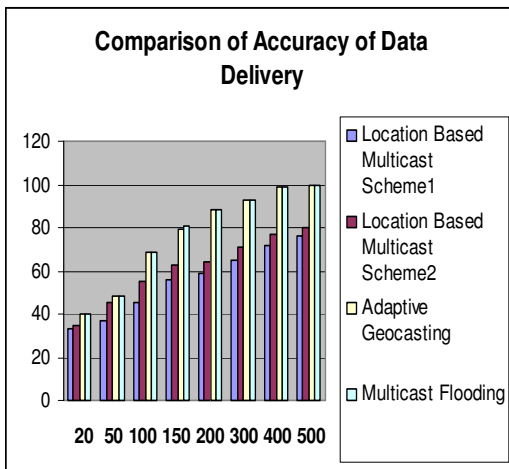 Comparison of Accuracy of Data
Delivery
120
100
80
60
40
20
0
20 50 100 150 200 300 400 500
Location Based
Multicast
Scheme1
Location Based
Multicast
Scheme2
Adaptive
Geocasting
Multicast Flooding